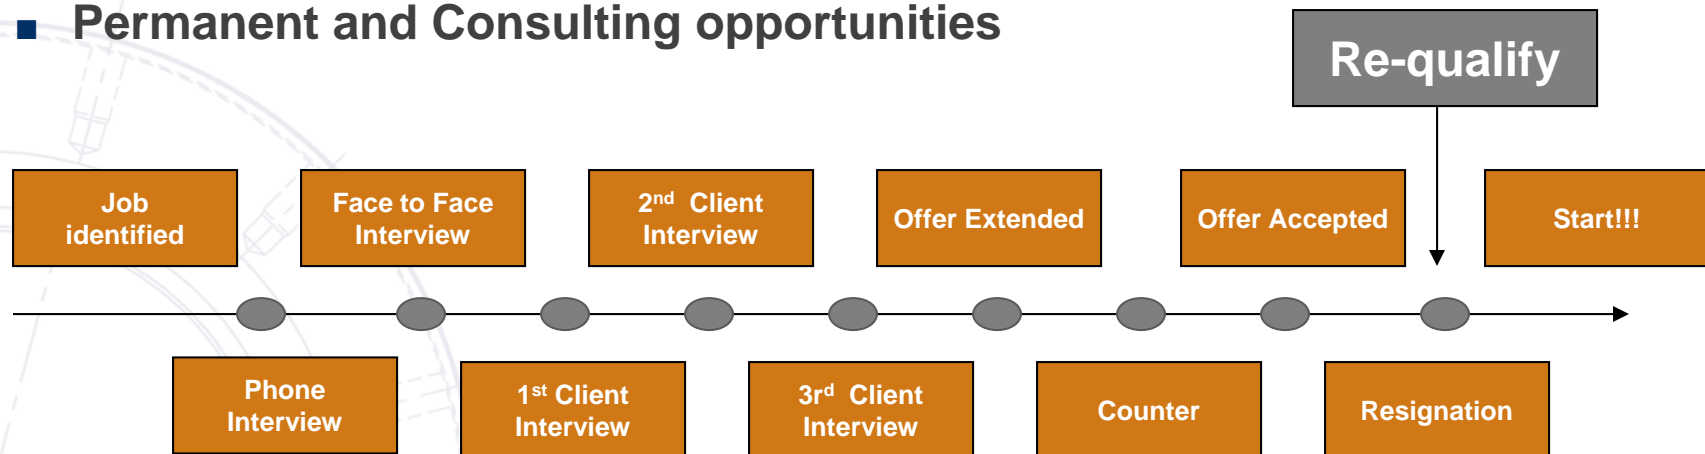 Permanent and Consulting opportunities
Re-qualify
Job
identified
Face to Face
Interview
2nd Client
Interview
Offer Extended
Offer Accepted
Start!!!
Phone
Interview
1st Client
Interview
3rd Client
Interview
Counter
Resignation